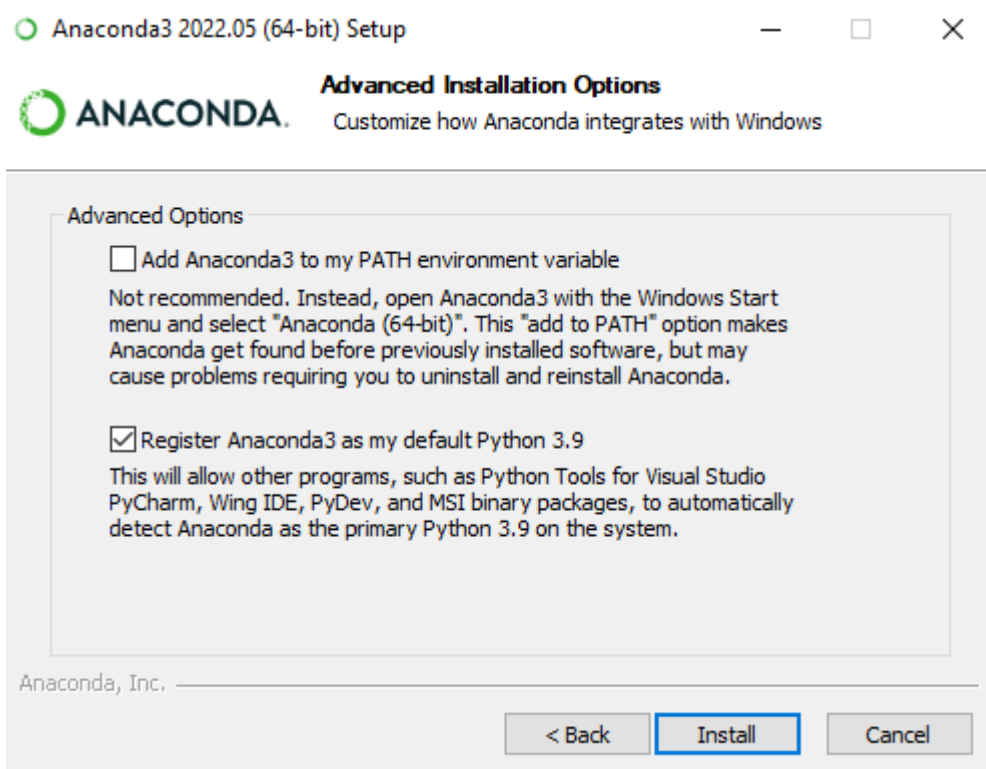 Anaconda3 2022.05 (64-bit) Setup
ANACONDA.
Advanced Installation Options
Customize how Anaconda integrates with Windows
Advanced Options
Add Anaconda3 to my PATH environment variable
Not recommended. Instead, open Anaconda3 with the Windows Start
menu and select "Anaconda (64-bit)". This "add to PATH" option makes
Anaconda get found before previously installed software, but may
cause problems requiring you to uninstall and reinstall Anaconda.
Register Anaconda3 as my default Python 3.9
This will allow other programs, such as Python Tools for Visual Studio
PyCharm, Wing IDE, PyDev, and MSI binary packages, to automatically
detect Anaconda as the primary Python 3.9 on the system.
Anaconda, Inc.
< Back
Install
Cancel